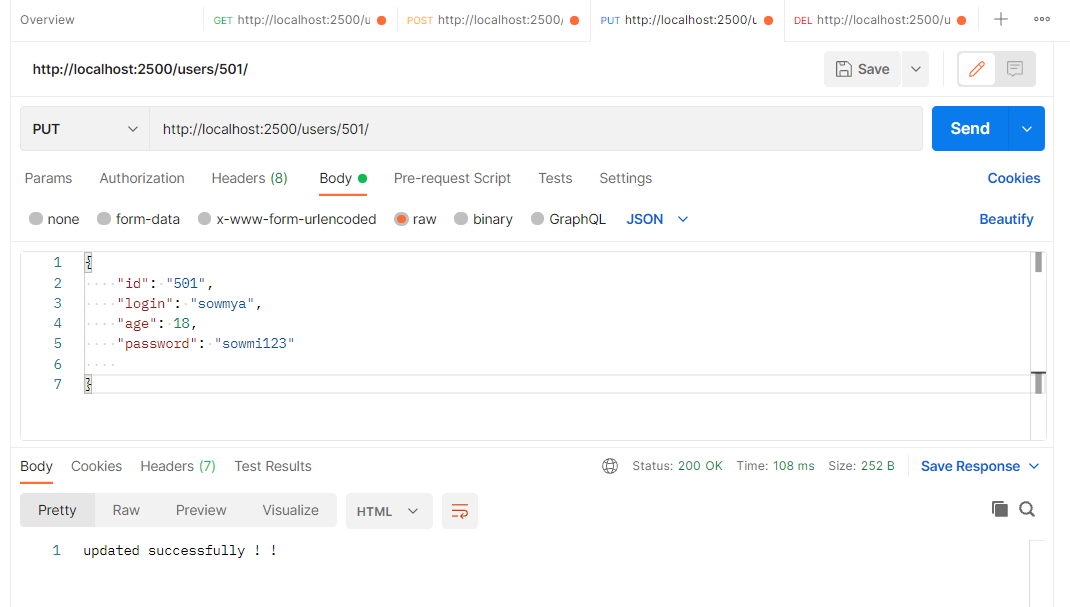 Overview GET http://localhost:2500/u POST http://localhost:2500/ PUT http://localhost:2500/u DEL http://localhost:2500/u
http://localhost:2500/users/501/ Save
PUT http://localhost:2500/users/501/ Send
Params Authorization Headers (8) Body Pre-request Script Tests Settings Cookies
none form-data x-www-form-urlencoded raw binary GraphQL JSON Beautify
1 {
2 "id": "501",
3 "login": "sowmya",
4 "age": 18,
5 "password": "sowmi123"
6
7 }
Body Cookies Headers (7) Test Results Status: 200 OK Time: 108 ms Size: 252 B Save Response
Pretty Raw Preview Visualize HTML
1 updated successfully ! !